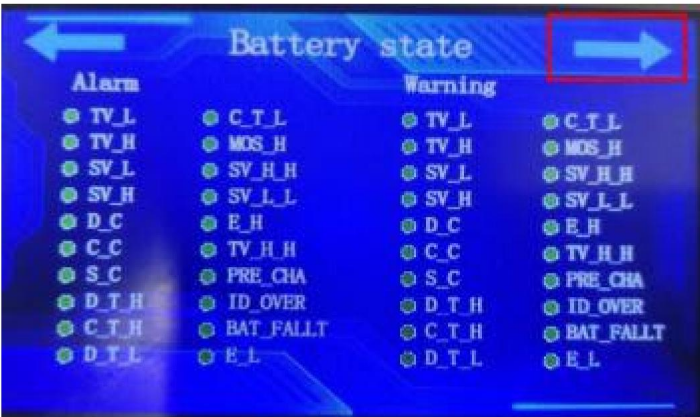 Battery state
Alarm Warning
TV_L C_T_L TV_L C_T_L
TV_H MOS_H TV_H MOS_H
SV_L SV_H_H SV_L SV_H_H
SV_H SV_L_L SV_H SV_L_L
D_C E_H D_C E_H
C_C TV_H_H C_C TV_H_H
S_C PRE_CHA S_C PRE_CHA
D_T_H ID_OVER D_T_H ID_OVER
C_T_H BAT_FALLT C_T_H BAT_FALLT
D_T_L E_L D_T_L E_L